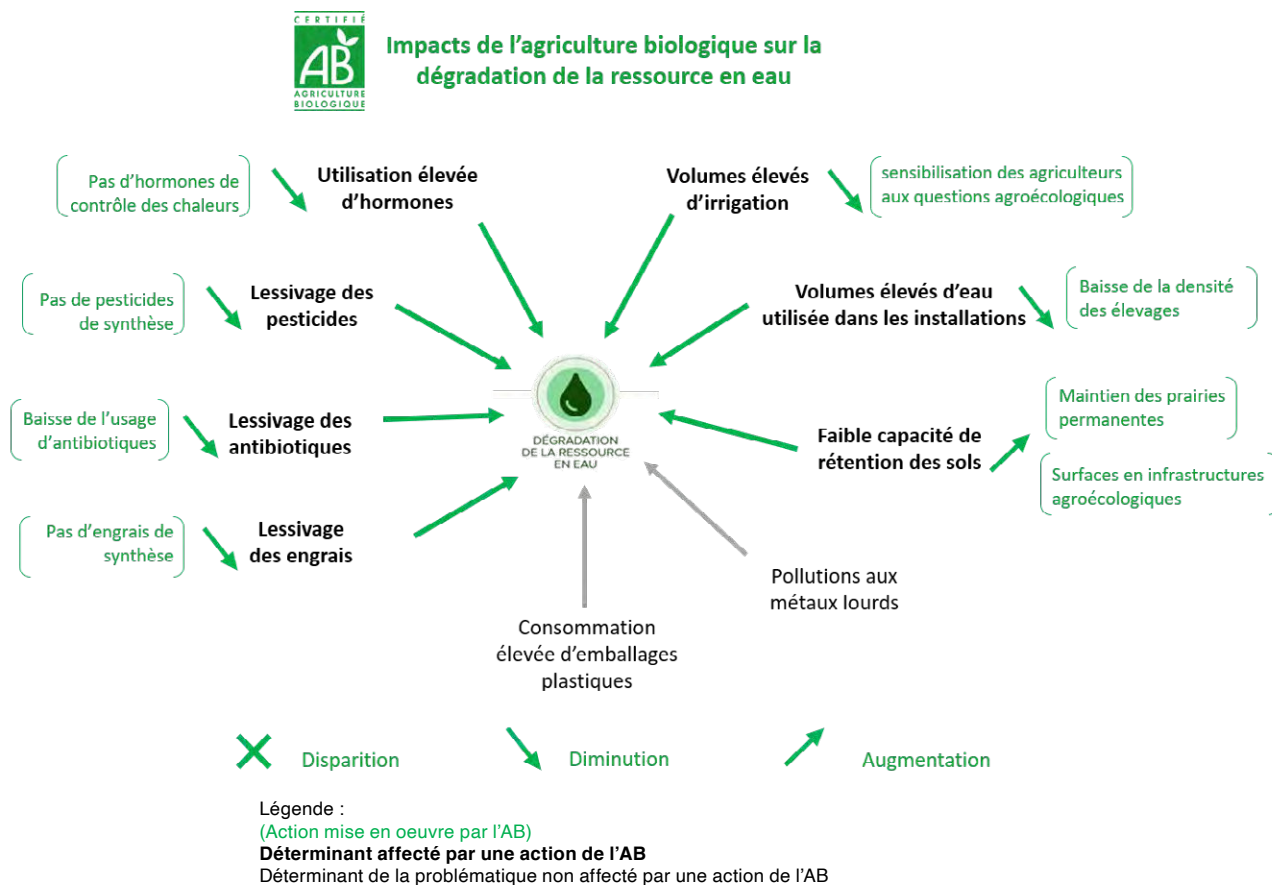 CERTIFIÉ
AB
AGRICULTURE
BIOLOGIQUE
Impacts de l'agriculture biologique sur la
dégradation de la ressource en eau
Pas d'hormones de
contrôle des chaleurs
Utilisation élevée
d'hormones
Volumes élevés
d'irrigation
sensibilisation des agriculteurs
aux questions agroécologiques
Pas de pesticides
de synthèse
Lessivage des
pesticides
Volumes élevés d'eau
utilisée dans les installations
Baisse de la densité
des élevages
Baisse de l'usage
d'antibiotiques
Lessivage des
antibiotiques
DÉGRADATION
DE LA RESSOURCE
EN EAU
Faible capacité de
rétention des sols
Maintien des prairies
permanentes
Surfaces en infrastructures
agroécologiques
Pas d'engrais de
synthèse
Lessivage
des engrais
Pollutions aux
métaux lourds
Consommation
élevée d'emballages
plastiques
Disparition
Diminution
Augmentation
Légende :
(Action mise en oeuvre par l'AB)
Déterminant affecté par une action de l'AB
Déterminant de la problématique non affecté par une action de l'AB